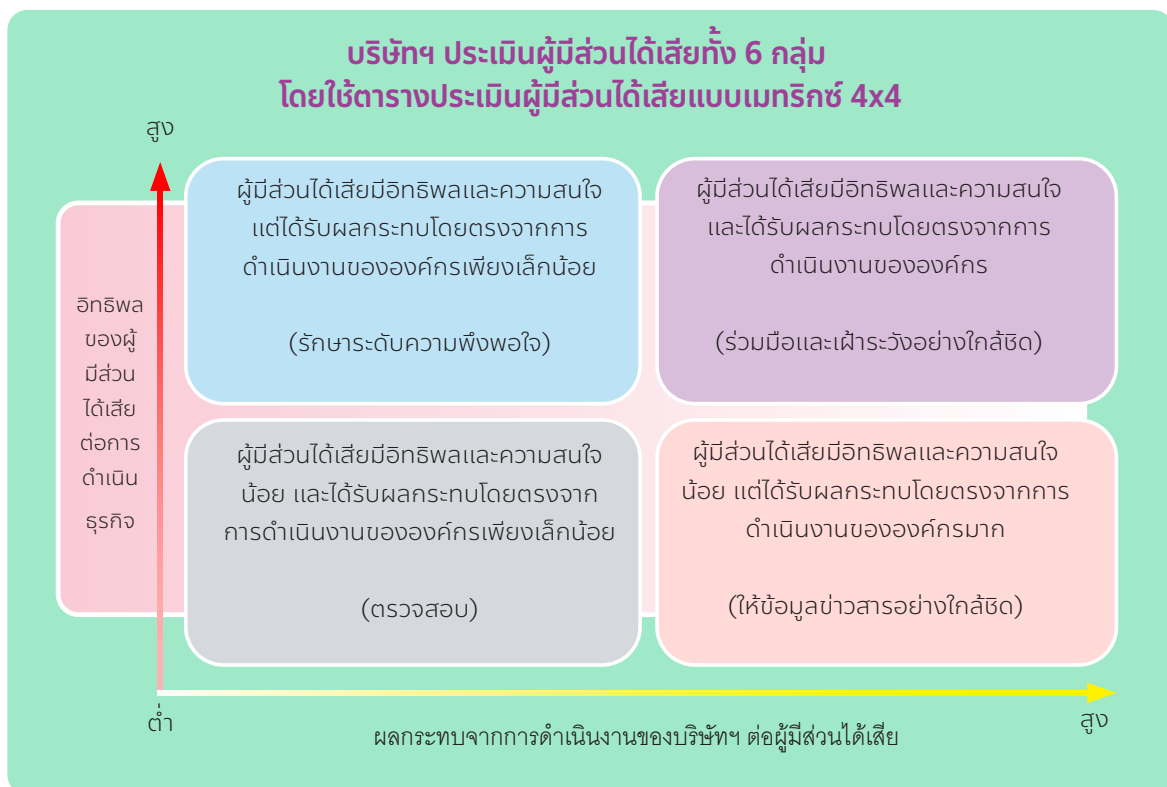 บริษัทฯ ประเมินผู้มีส่วนได้เสียทั้ง 6 กลุ่ม
โดยใช้ตารางประเมินผู้มีส่วนได้เสียแบบเมทริกซ์ 4x4
สูง
อิทธิพล
ของผู้
มีส่วน
ได้เสีย
ต่อการ
ดำเนิน
ธุรกิจ
ผู้มีส่วนได้เสียมีอิทธิพลและความสนใจ
แต่ได้รับผลกระทบโดยตรงจากการ
ดำเนินงานขององค์กรเพียงเล็กน้อย
(รักษาระดับความพึงพอใจ)
ผู้มีส่วนได้เสียมีอิทธิพลและความสนใจ
และได้รับผลกระทบโดยตรงจากการ
ดำเนินงานขององค์กร
(ร่วมมือและเฝ้าระวังอย่างใกล้ชิด)
ผู้มีส่วนได้เสียมีอิทธิพลและความสนใจ
น้อย และได้รับผลกระทบโดยตรงจาก
การดำเนินงานขององค์กรเพียงเล็กน้อย
(ตรวจสอบ)
ผู้มีส่วนได้เสียมีอิทธิพลและความสนใจ
น้อย แต่ได้รับผลกระทบโดยตรงจากการ
ดำเนินงานขององค์กรมาก
(ให้ข้อมูลข่าวสารอย่างใกล้ชิด)
ต่ำ
สูง
ผลกระทบจากการดำเนินงานของบริษัทฯ ต่อผู้มีส่วนได้เสีย